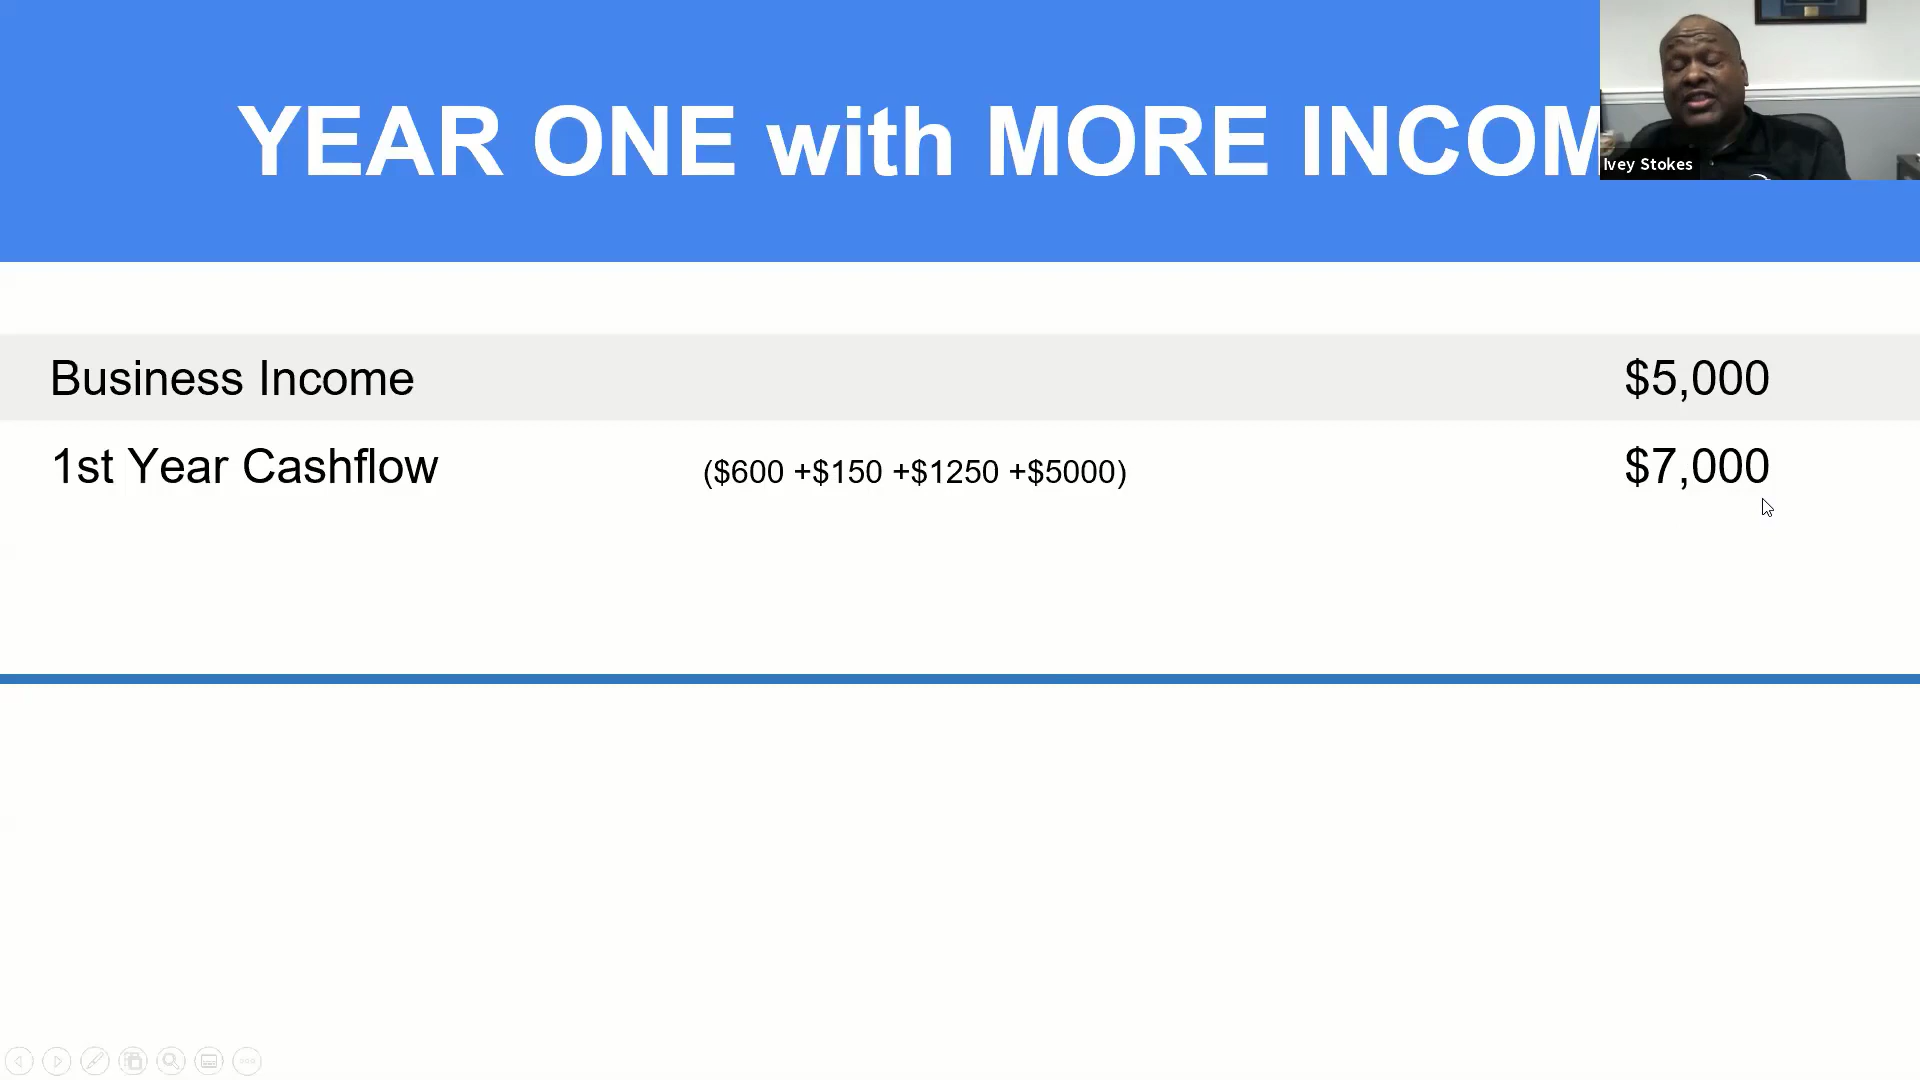 YEAR ONE with MORE INCOM
Ivey Stokes
Business Income $5,000
1st Year Cashflow ($600 +$150 +$1250 +$5000) $7,000